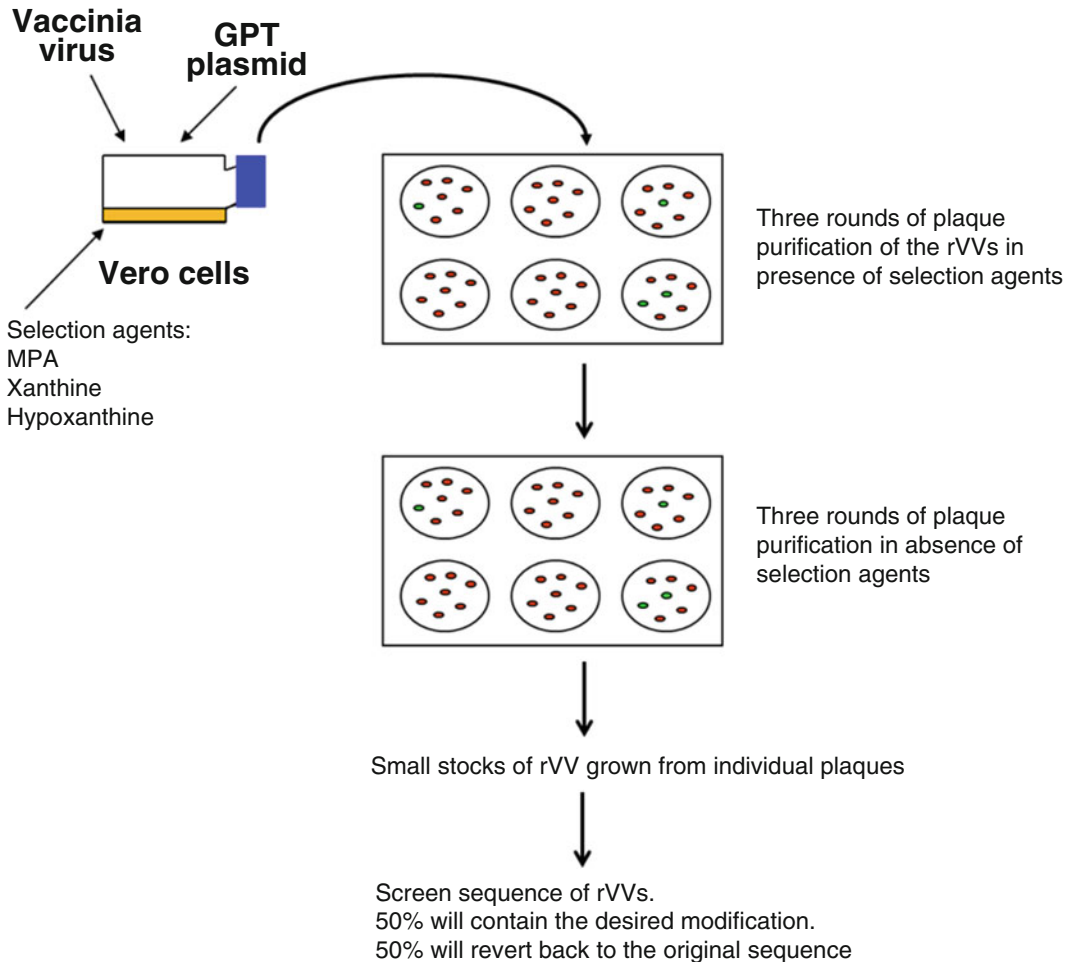 Vaccinia
virus
GPT
plasmid
Vero cells
Selection agents:
MPA
Xanthine
Hypoxanthine
Three rounds of plaque
purification of the rVVs in
presence of selection agents
Three rounds of plaque
purification in absence of
selection agents
Small stocks of rVV grown from individual plaques
Screen sequence of rVVs.
50% will contain the desired modification.
50% will revert back to the original sequence